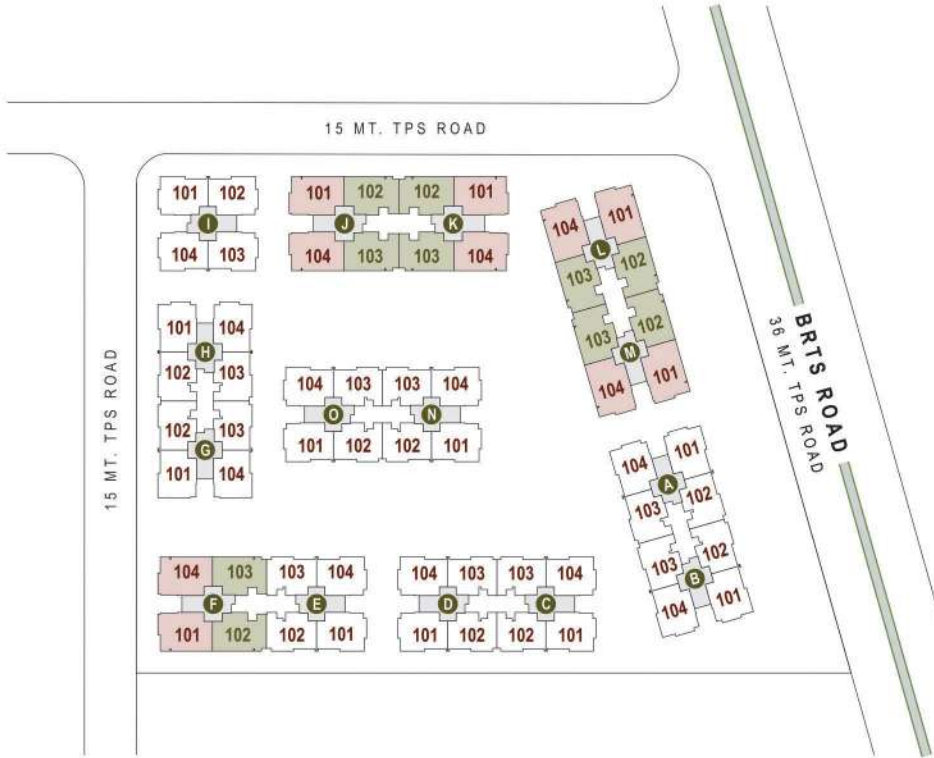 15 MT. TPS ROAD
101 102 I 104 103
101 102 102 101
J K
104 103 103 104
104 101
L
103 102
103 102
M
104 101
101 104
H
102 103
102 103
G
101 104
104 103 103 104
O N
101 102 102 101
104 101
A
103 102
103 102
B
104 101
104 103 103 104
F E
101 102 102 101
104 103 103 104
D C
101 102 102 101
15 MT. TPS ROAD
BRTS ROAD
36 MT. TPS ROAD